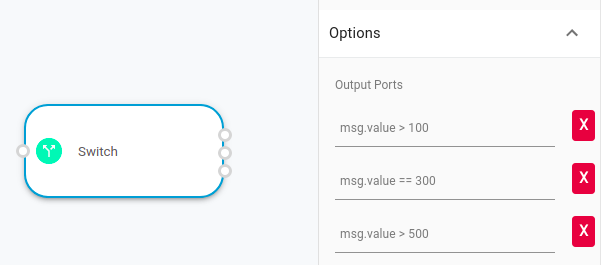 Options
Output Ports
msg.value > 100
X
Switch
msg.value == 300
X
msg.value > 500
X